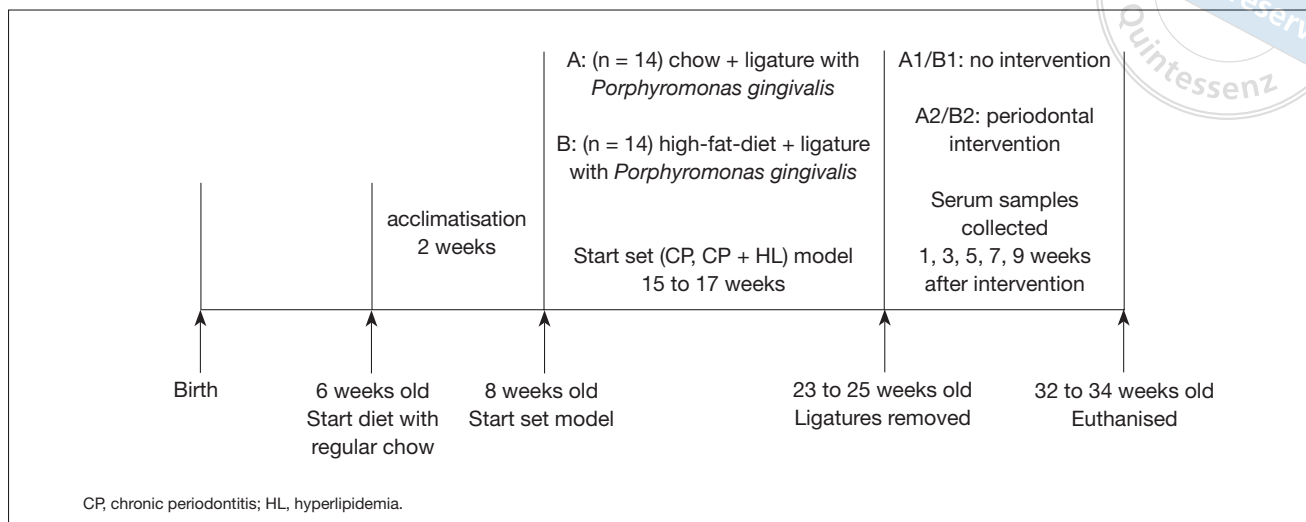 A: (n = 14) chow + ligature with
Porphyromonas gingivalis
B: (n = 14) high-fat-diet + ligature
with Porphyromonas gingivalis
A1/B1: no intervention
A2/B2: periodontal
intervention
acclimatisation
2 weeks
Start set (CP, CP + HL) model
15 to 17 weeks
Serum samples
collected
1, 3, 5, 7, 9 weeks
after intervention
Birth
6 weeks old
Start diet with
regular chow
8 weeks old
Start set model
23 to 25 weeks old
Ligatures removed
32 to 34 weeks old
Euthanised
CP, chronic periodontitis; HL, hyperlipidemia.
Quintessenz